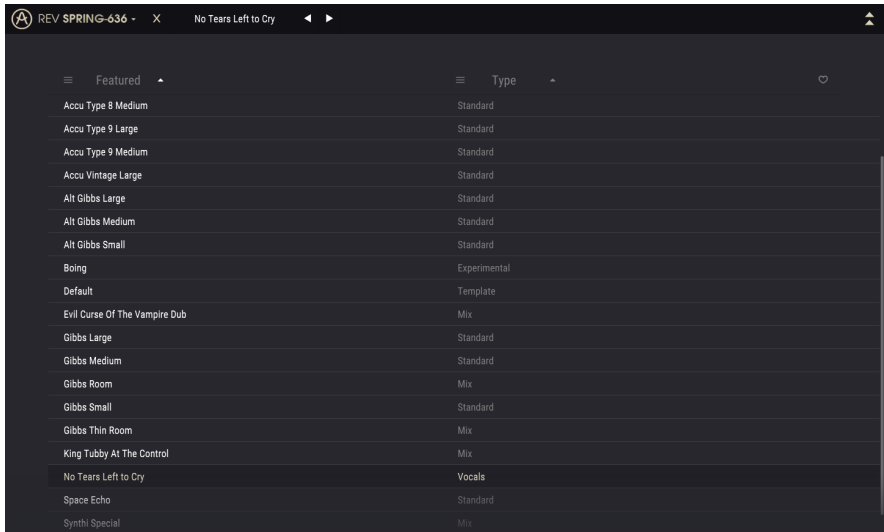 REV SPRING-636 X No Tears Left to Cry
Featured Type
Accu Type 8 Medium Standard
Accu Type 9 Large Standard
Accu Type 9 Medium Standard
Accu Vintage Large Standard
Alt Gibbs Large Standard
Alt Gibbs Medium Standard
Alt Gibbs Small Standard
Boing Experimental
Default Template
Evil Curse Of The Vampire Dub Mix
Gibbs Large Standard
Gibbs Medium Standard
Gibbs Room Mix
Gibbs Small Standard
Gibbs Thin Room Mix
King Tubby At The Control Mix
No Tears Left to Cry Vocals
Space Echo Standard
Synthi Special Mix